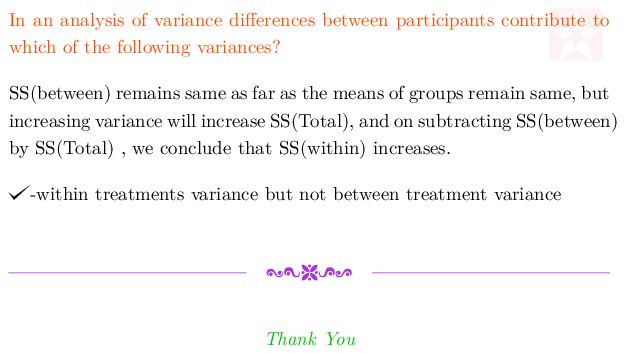 In an analysis of variance differences between participants contribute to
which of the following variances?
SS(between) remains same as far as the means of groups remain same, but
increasing variance will increase SS(Total), and on subtracting SS(between)
by SS(Total) , we conclude that SS(within) increases.
✓-within treatments variance but not between treatment variance
Thank You